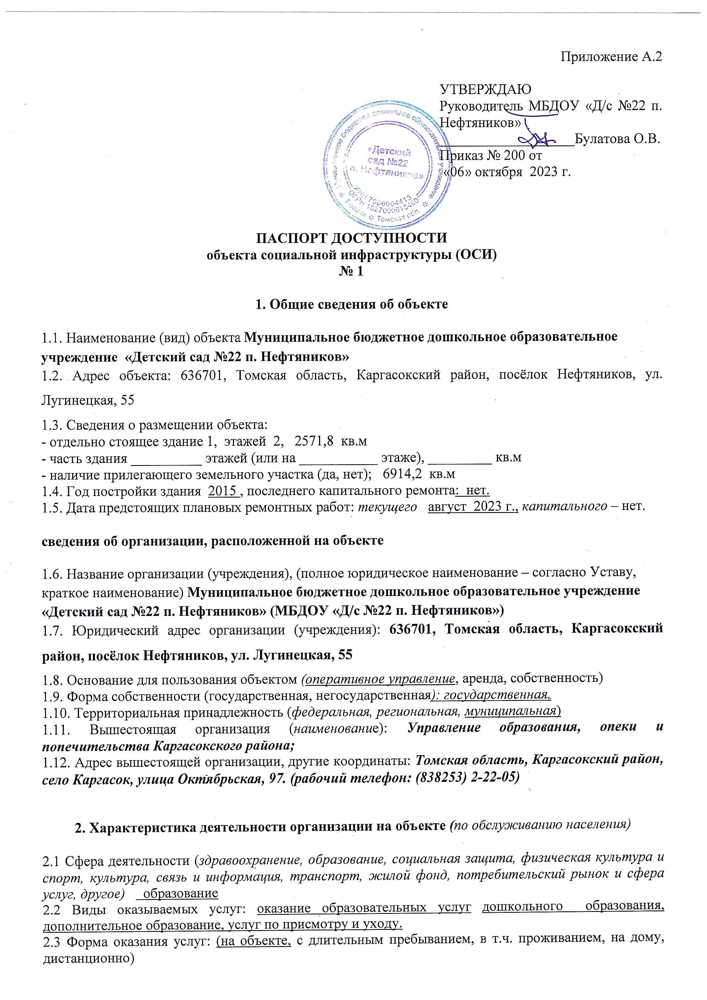 Приложение А.2
УТВЕРЖДАЮ
Руководитель МБДОУ «Д/с №22 п.
Нефтяников»
___________________Булатова О.В.
Приказ № 200 от
«06» октября 2023 г.
Муниципальное бюджетное дошкольное образовательное учреждение
«Детский
сад №22
п. Нефтяников»
ИНН 7006004413
ОГРН 1027000615400
Россия * Томская обл. *
ПАСПОРТ ДОСТУПНОСТИ
объекта социальной инфраструктуры (ОСИ)
№ 1
1. Общие сведения об объекте
1.1. Наименование (вид) объекта Муниципальное бюджетное дошкольное образовательное
учреждение «Детский сад №22 п. Нефтяников»
1.2. Адрес объекта: 636701, Томская область, Каргасокский район, посёлок Нефтяников, ул.
Лугинецкая, 55
1.3. Сведения о размещении объекта:
- отдельно стоящее здание 1, этажей 2, 2571,8 кв.м
- часть здания __________ этажей (или на ___________ этаже), _________ кв.м
- наличие прилегающего земельного участка (да, нет); 6914,2 кв.м
1.4. Год постройки здания 2015 , последнего капитального ремонта: нет.
1.5. Дата предстоящих плановых ремонтных работ: текущего август 2023 г., капитального – нет.
сведения об организации, расположенной на объекте
1.6. Название организации (учреждения), (полное юридическое наименование – согласно Уставу,
краткое наименование) Муниципальное бюджетное дошкольное образовательное учреждение
«Детский сад №22 п. Нефтяников» (МБДОУ «Д/с №22 п. Нефтяников»)
1.7. Юридический адрес организации (учреждения): 636701, Томская область, Каргасокский
район, посёлок Нефтяников, ул. Лугинецкая, 55
1.8. Основание для пользования объектом (оперативное управление, аренда, собственность)
1.9. Форма собственности (государственная, негосударственная): государственная.
1.10. Территориальная принадлежность (федеральная, региональная, муниципальная)
1.11. Вышестоящая организация (наименование): Управление образования, опеки и
попечительства Каргасокского района;
1.12. Адрес вышестоящей организации, другие координаты: Томская область, Каргасокский район,
село Каргасок, улица Октябрьская, 97. (рабочий телефон: (838253) 2-22-05)
2. Характеристика деятельности организации на объекте (по обслуживанию населения)
2.1 Сфера деятельности (здравоохранение, образование, социальная защита, физическая культура и
спорт, культура, связь и информация, транспорт, жилой фонд, потребительский рынок и сфера
услуг, другое) образование
2.2 Виды оказываемых услуг: оказание образовательных услуг дошкольного образования,
дополнительное образование, услуг по присмотру и уходу.
2.3 Форма оказания услуг: (на объекте, с длительным пребыванием, в т.ч. проживанием, на дому,
дистанционно)